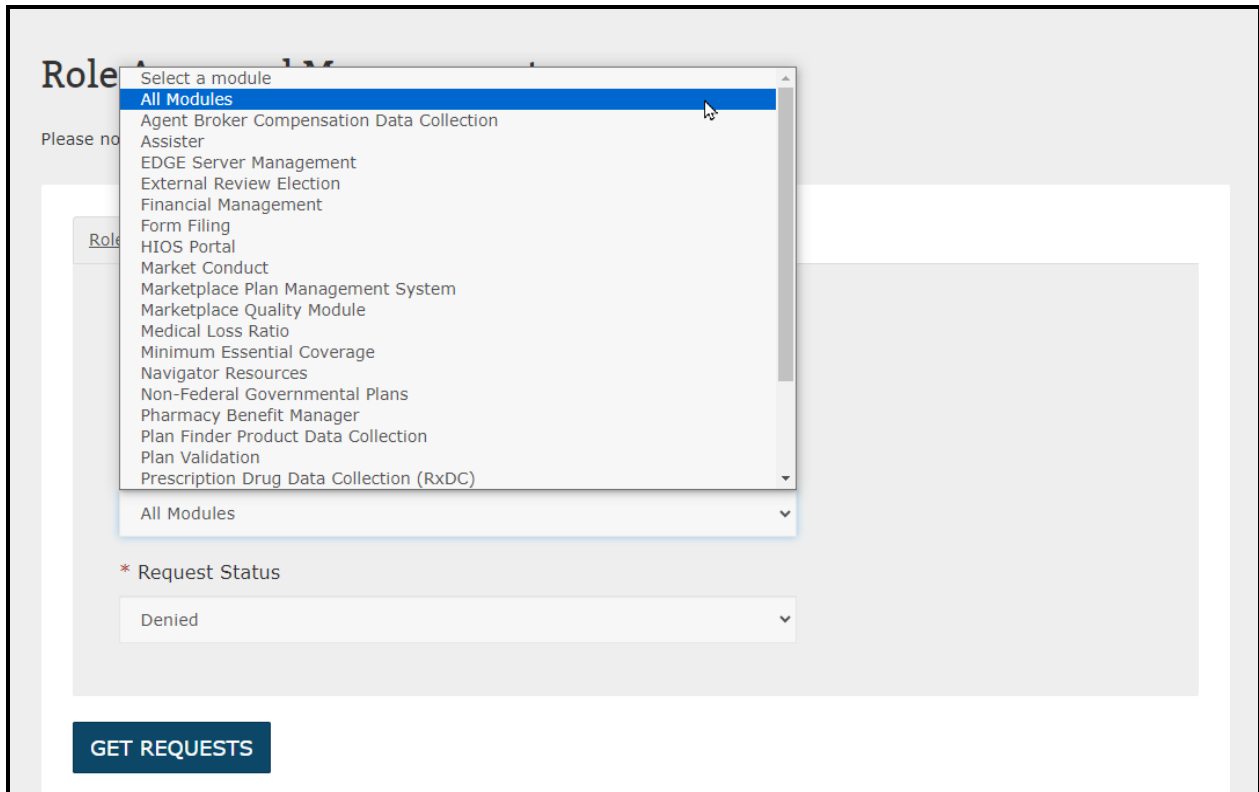 Role
Please no
Role
Select a module
All Modules
Agent Broker Compensation Data Collection
Assister
EDGE Server Management
External Review Election
Financial Management
Form Filing
HIOS Portal
Market Conduct
Marketplace Plan Management System
Marketplace Quality Module
Medical Loss Ratio
Minimum Essential Coverage
Navigator Resources
Non-Federal Governmental Plans
Pharmacy Benefit Manager
Plan Finder Product Data Collection
Plan Validation
Prescription Drug Data Collection (RxDC)
All Modules
* Request Status
Denied
GET REQUESTS